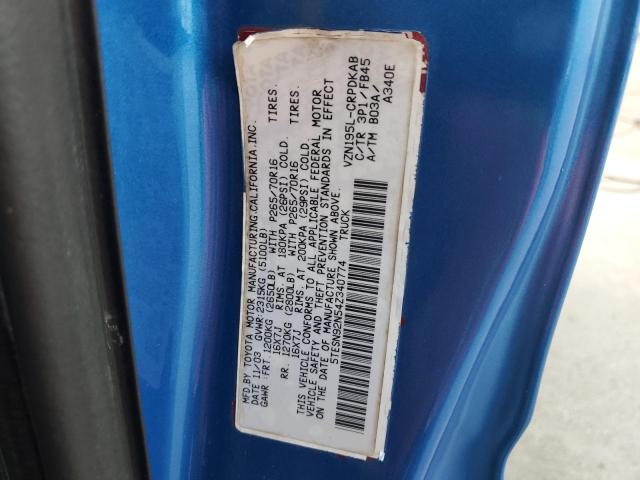 MFD.BY TOYOTA MOTOR MANUFACTURING,CALIFORNIA.INC.
DATE 11/03 GVWR:2315KG (5100LB)
GAWR FRT.1200KG (2650LB) WITH P265/70R16 TIRES.
16X7J RIMS. AT 180KPA (26PSI) COLD.
RR. 1270KG (2800LB) WITH P265/70R16 TIRES.
16X7J RIMS. AT 200KPA (29PSI) COLD.
THIS VEHICLE CONFORMS TO ALL APPLICABLE FEDERAL MOTOR
VEHICLE SAFETY AND THEFT PREVENTION STANDARDS IN EFFECT
ON THE DATE OF MANUFACTURE SHOWN ABOVE.
5TESN92N54Z340774 TRUCK
VZN195L-CRPDKAB
C/TR 3P1/FB45
A/TM B03A/
A340E